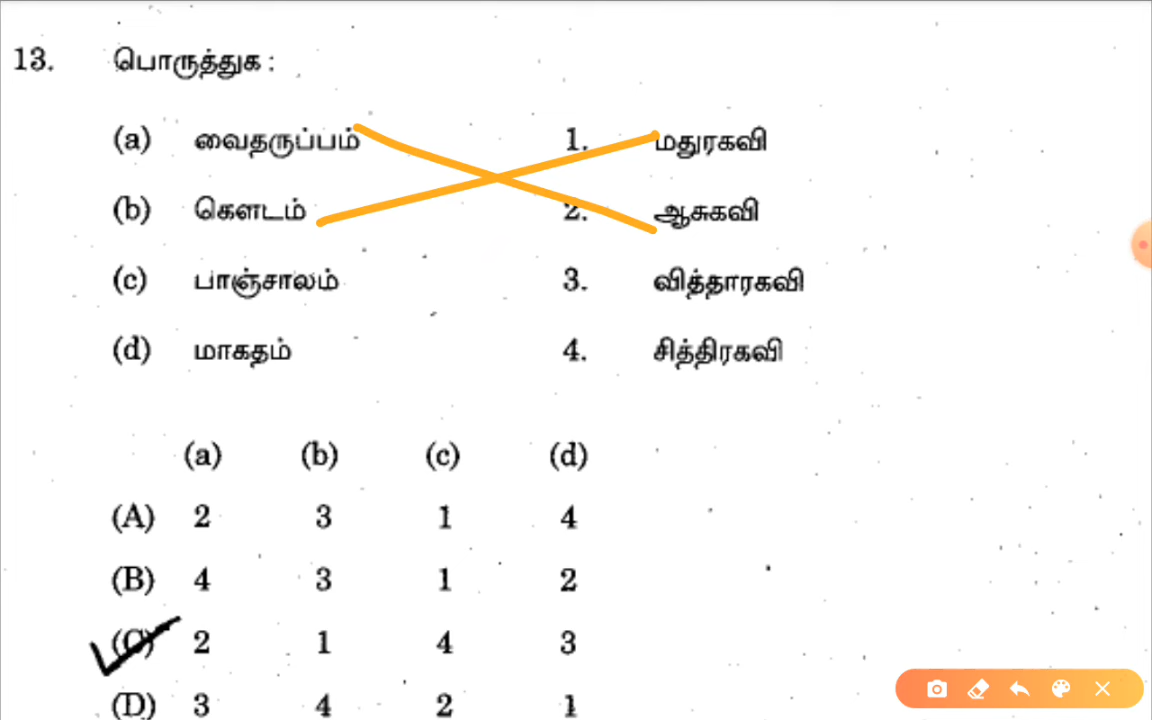 13. பொருத்துக :
(a) வைதருப்பம் 1. மதுரகவி
(b) கௌடம் 2. ஆசுகவி
(c) பாஞ்சாலம் 3. வித்தாரகவி
(d) மாகதம் 4. சித்திரகவி
(a) (b) (c) (d)
(A) 2 3 1 4
(B) 4 3 1 2
(C) 2 1 4 3
(D) 3 4 2 1